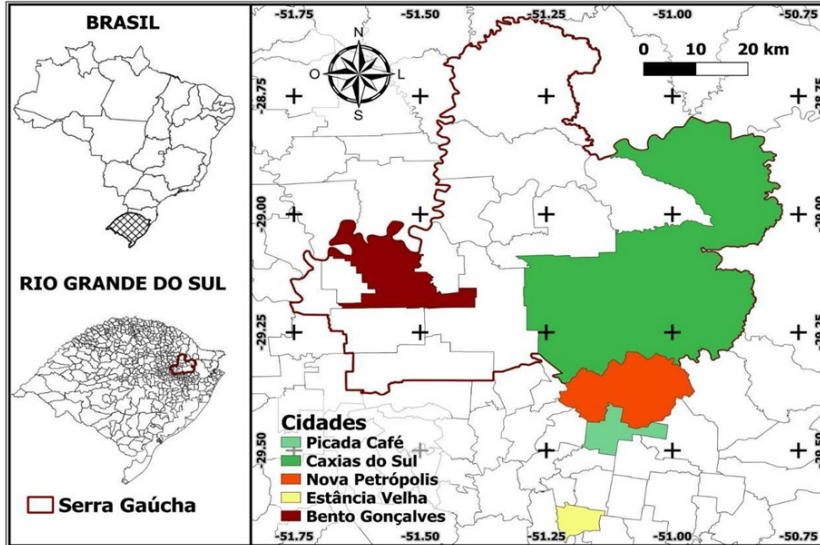 BRASIL
RIO GRANDE DO SUL
Serra Gaúcha
-51.75 -51.50 -51.25 -51.00 -50.75
N
O L
S
0 10 20 km
-28.75 -28.75
-29.00 -29.00
-29.25 -29.25
-29.50 -29.50
Cidades
Picada Café
Caxias do Sul
Nova Petrópolis
Estância Velha
Bento Gonçalves
-51.75 -51.50 -51.25 -51.00 -50.75